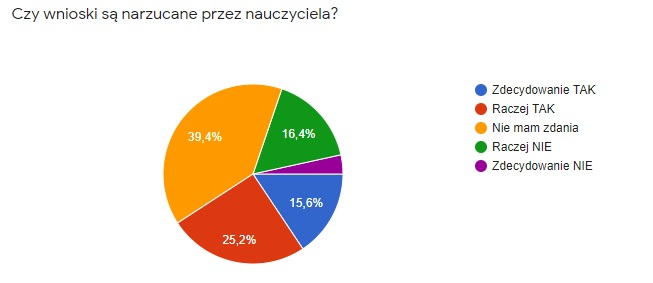 Czy wnioski są narzucane przez nauczyciela?
Zdecydowanie TAK
Raczej TAK
Nie mam zdania
Raczej NIE
Zdecydowanie NIE
39,4%
16,4%
15,6%
25,2%